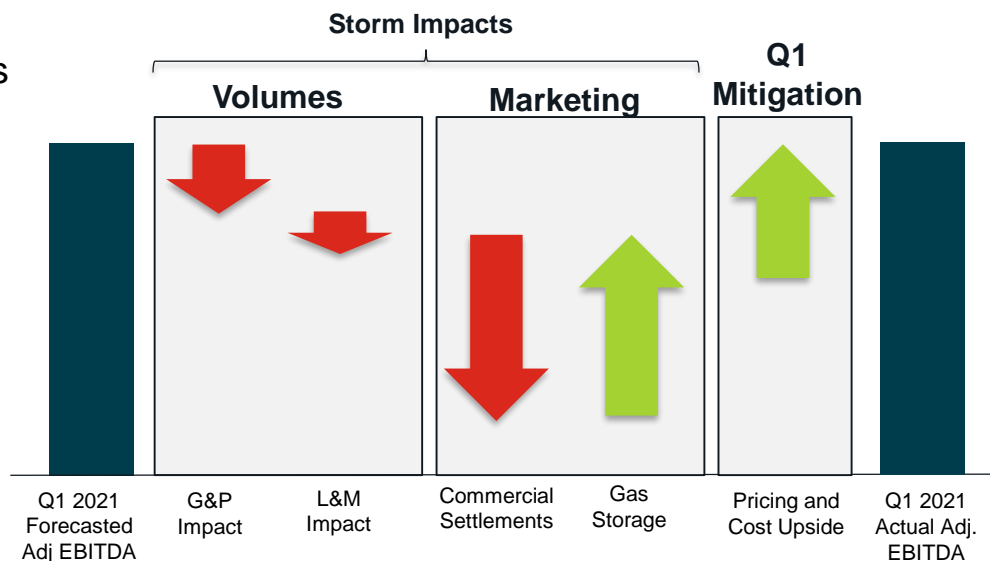 Storm Impacts
s
Volumes
Marketing
Q1
Mitigation
Q1 2021
Forecasted
Adj EBITDA
G&P
Impact
L&M
Impact
Commercial
Settlements
Gas
Storage
Pricing and
Cost Upside
Q1 2021
Actual Adj.
EBITDA